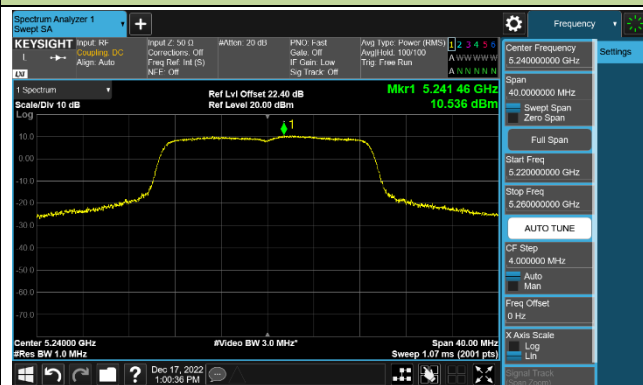 Spectrum Analyzer 1
Swept SA
+
Frequency
KEYSIGHT Input: RF Input Z: 50 Ω #Atten: 20 dB PNO: Fast Avg Type: Power (RMS) 1 2 3 4 5 6
L Coupling: DC Corrections: Off Gate: Off Avg|Hold: 100/100 A W W W W W
Align: Auto Freq Ref: Int (S) IF Gain: Low Trig: Free Run
LXI NFE: Off Sig Track: Off A N N N N N
1 Spectrum
Scale/Div 10 dB
Ref Lvl Offset 22.40 dB
Ref Level 20.00 dBm
Mkr1 5.241 46 GHz
10.536 dBm
Log
1
10.0
0.00
-10.0
-20.0
-30.0
-40.0
-50.0
-60.0
-70.0
Center 5.24000 GHz
#Res BW 1.0 MHz
#Video BW 3.0 MHz*
Span 40.00 MHz
Sweep 1.07 ms (2001 pts)
Dec 17, 2022
1:00:36 PM
?
Center Frequency
5.240000000 GHz
Settings
Span
40.0000000 MHz
Swept Span
Zero Span
Full Span
Start Freq
5.220000000 GHz
Stop Freq
5.260000000 GHz
AUTO TUNE
CF Step
4.000000 MHz
Auto
Man
Freq Offset
0 Hz
X Axis Scale
Log
Lin
Signal Track
(Span Zoom)